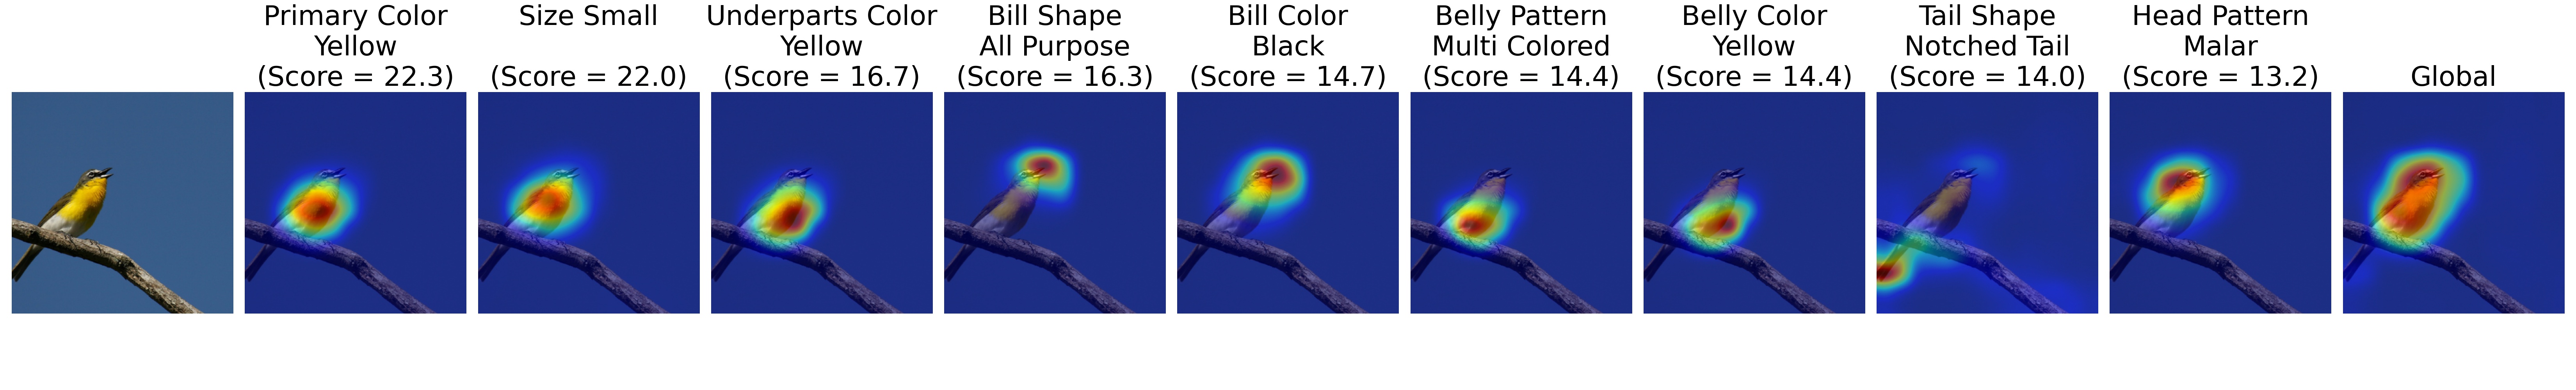 Primary Color
Yellow
(Score = 22.3)
Size Small
(Score = 22.0)
Underparts Color
Yellow
(Score = 16.7)
Bill Shape
All Purpose
(Score = 16.3)
Bill Color
Black
(Score = 14.7)
Belly Pattern
Multi Colored
(Score = 14.4)
Belly Color
Yellow
(Score = 14.4)
Tail Shape
Notched Tail
(Score = 14.0)
Head Pattern
Malar
(Score = 13.2)
Global